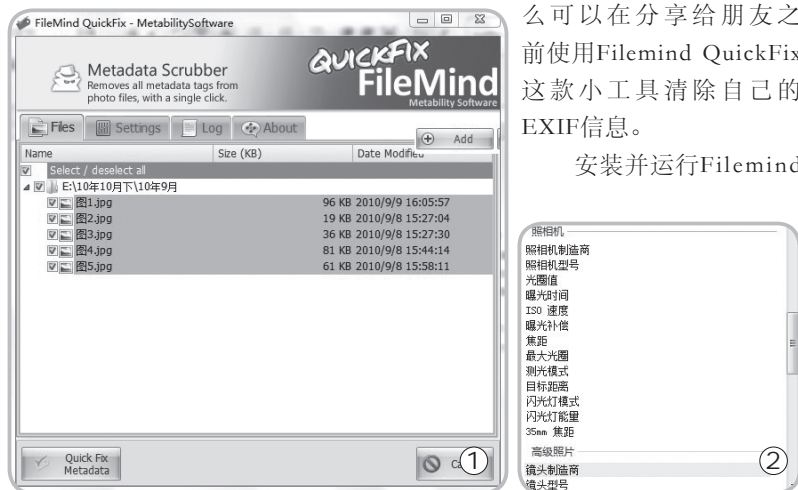 FileMind QuickFix - MetabilitySoftware
Metadata Scrubber
Removes all metadata tags from
photo files, with a single click.
QUICKFIX
FileMind
Metability Software
Files Settings Log About
Add
Name Size (KB) Date Modified
Select / deselect all
E:\10年10月下\10年9月
图1.jpg 96 KB 2010/9/9 16:05:57
图2.jpg 19 KB 2010/9/8 15:27:04
图3.jpg 36 KB 2010/9/8 15:27:30
图4.jpg 81 KB 2010/9/8 15:44:14
图5.jpg 61 KB 2010/9/8 15:58:11
Quick Fix
Metadata
①
么可以在分享给朋友之
前使用Filemind QuickFix
这款小工具清除自己的
EXIF信息。
安装并运行Filemind
照相机
照相机制造商
照相机型号
光圈值
曝光时间
ISO 速度
曝光补偿
焦距
最大光圈
测光模式
目标距离
闪光灯模式
闪光灯能量
35mm 焦距
高级照片
镜头制造商
镜头型号
②